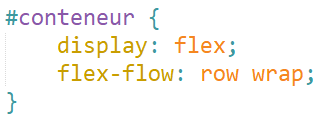 #conteneur {
    display: flex;
    flex-flow: row wrap;
}